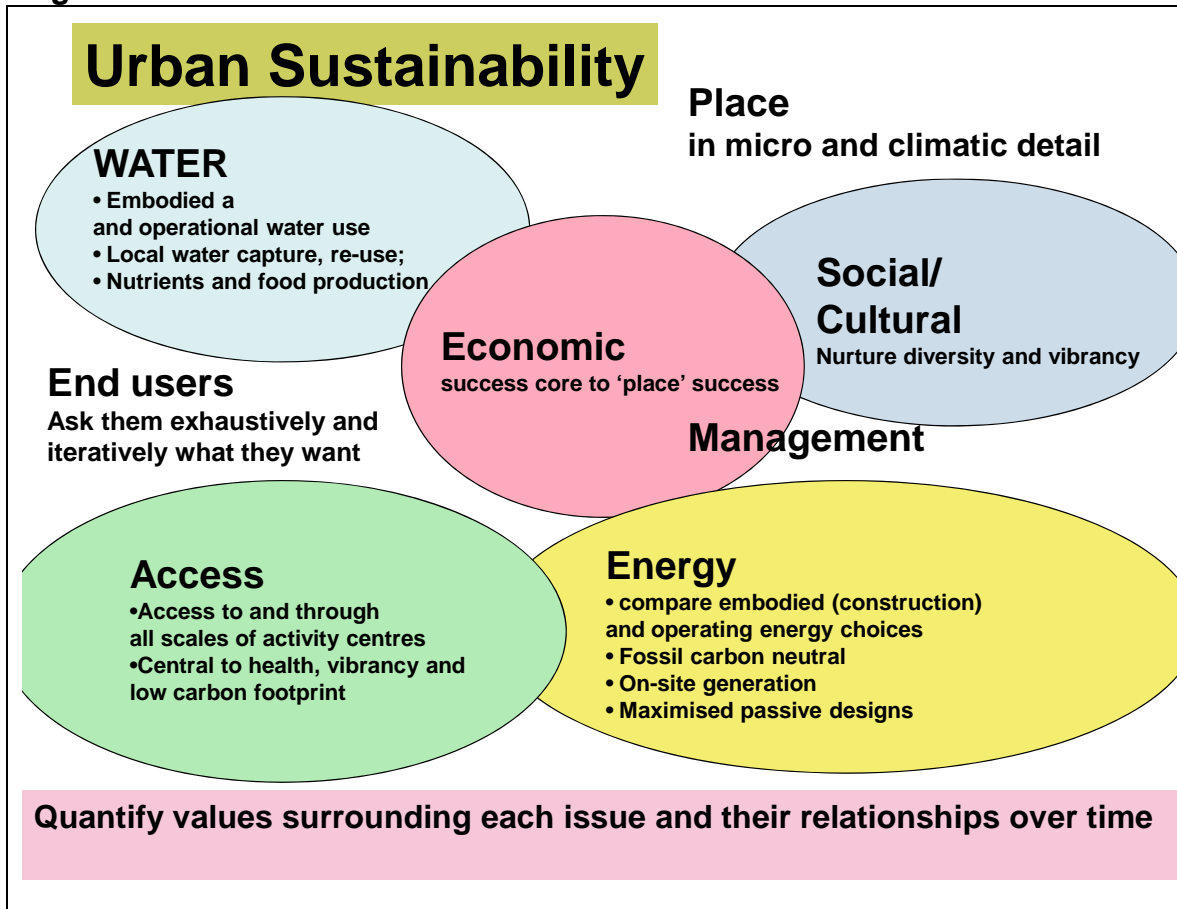 Urban Sustainability
Place
in micro and climatic detail
WATER
• Embodied a
and operational water use
• Local water capture, re-use;
• Nutrients and food production
Social/
Cultural
Nurture diversity and vibrancy
Economic
success core to ‘place’ success
End users
Ask them exhaustively and
iteratively what they want
Management
Access
•Access to and through
all scales of activity centres
•Central to health, vibrancy and
low carbon footprint
Energy
• compare embodied (construction)
and operating energy choices
• Fossil carbon neutral
• On-site generation
• Maximised passive designs
Quantify values surrounding each issue and their relationships over time